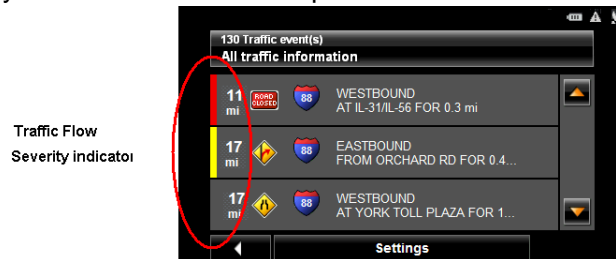 130 Traffic event(s)
All traffic information
Traffic Flow
Severity indicator
11 mi
ROAD CLOSED
88
WESTBOUND
AT IL-31/IL-56 FOR 0.3 mi
17 mi
88
EASTBOUND
FROM ORCHARD RD FOR 0.4...
17 mi
88
WESTBOUND
AT YORK TOLL PLAZA FOR 1...
Settings